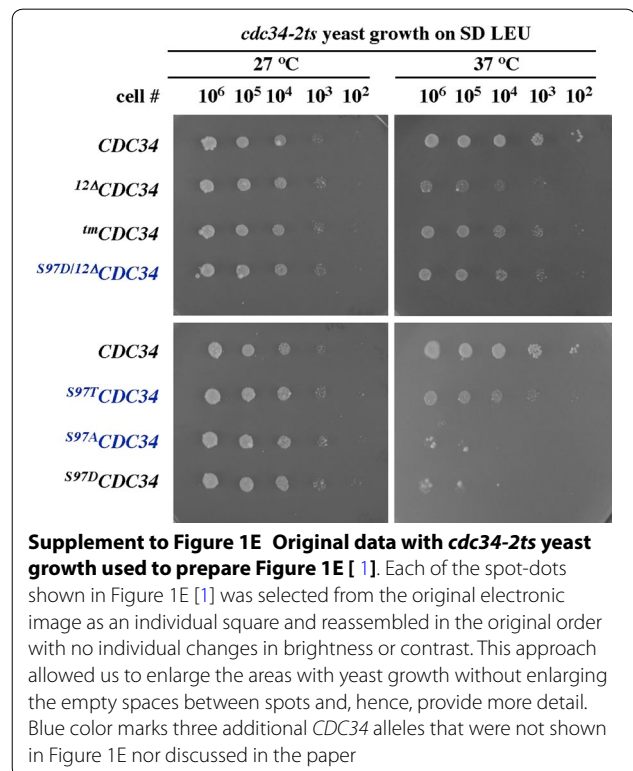 cdc34-2ts yeast growth on SD LEU
27 ºC 37 ºC
cell # 10⁶ 10⁵ 10⁴ 10³ 10² 10⁶ 10⁵ 10⁴ 10³ 10²
CDC34
12ΔCDC34
tmCDC34
S97D/12ΔCDC34
CDC34
S97TCDC34
S97ACDC34
S97DCDC34
Supplement to Figure 1E Original data with cdc34-2ts yeast
growth used to prepare Figure 1E [ 1]. Each of the spot-dots
shown in Figure 1E [1] was selected from the original electronic
image as an individual square and reassembled in the original order
with no individual changes in brightness or contrast. This approach
allowed us to enlarge the areas with yeast growth without enlarging
the empty spaces between spots and, hence, provide more detail.
Blue color marks three additional CDC34 alleles that were not shown
in Figure 1E nor discussed in the paper